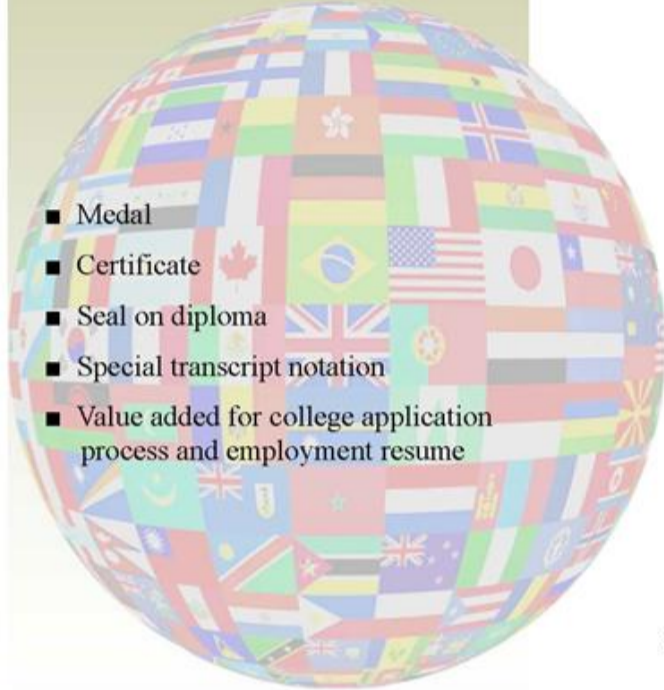 ■ Medal
■ Certificate
■ Seal on diploma
■ Special transcript notation
■ Value added for college application
process and employment resume